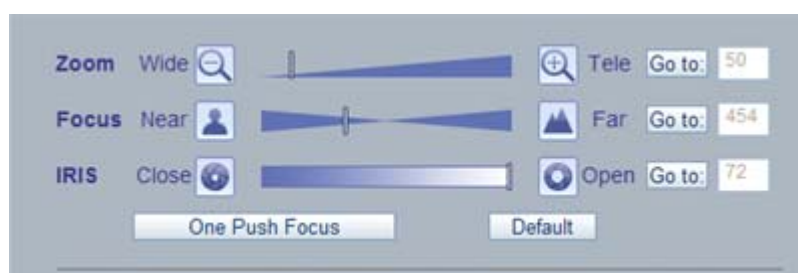 Zoom Wide Tele Go to: 50
Focus Near Far Go to: 454
IRIS Close Open Go to: 72
One Push Focus Default